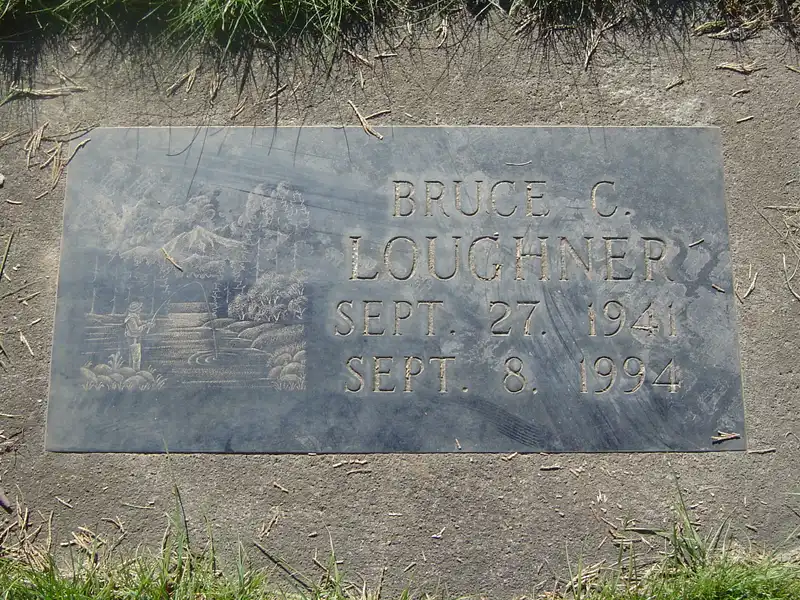 BRUCE C.
LOUGHNER
SEPT. 27. 1941
SEPT. 8. 1994